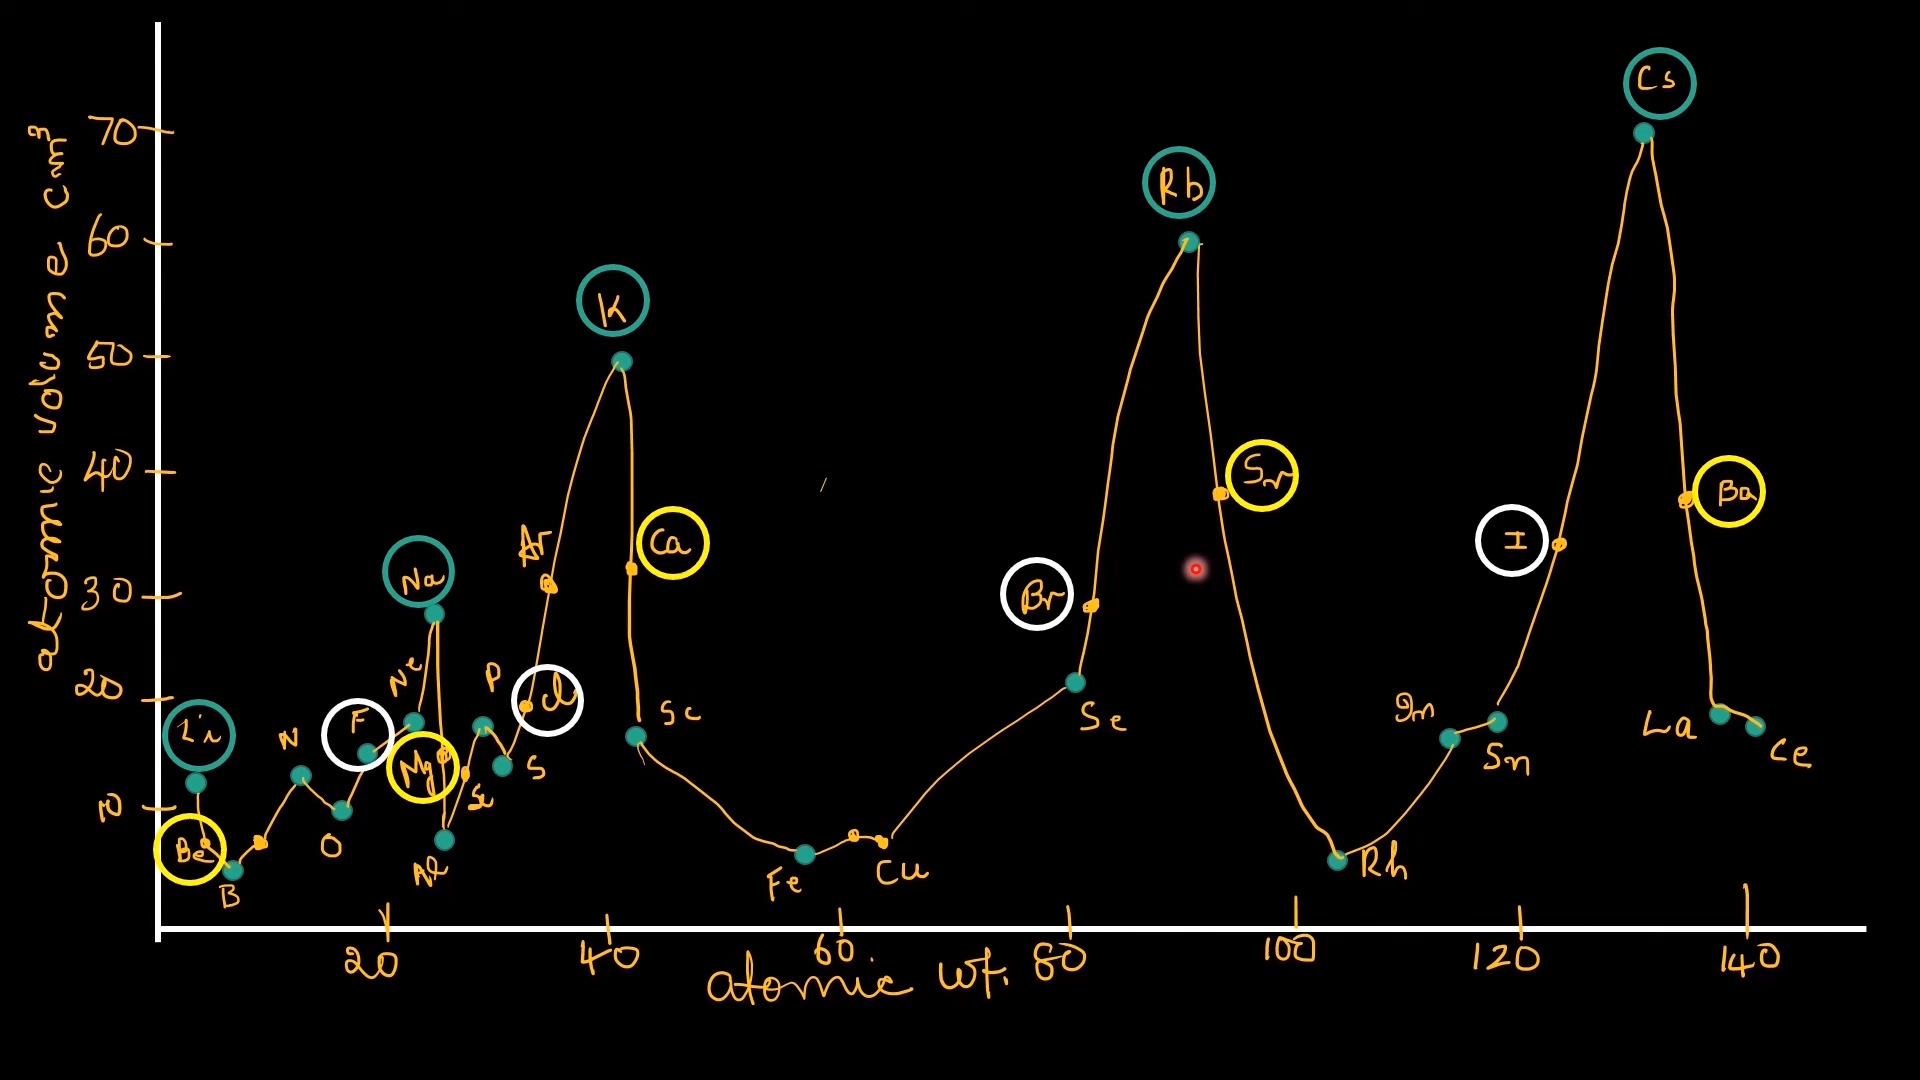 atomic volume cm³
70
60
50
40
30
20
10
Cs
Rb
K
Na
Ar
Ca
Sr
Ba
Br
I
Ne
P
Cl
Sc
Li
N
F
Mg
Si
S
Se
In
Sn
La
Ce
Be
B
O
Al
Fe
Cu
Rh
20
40
60
80
100
120
140
atomic wt.